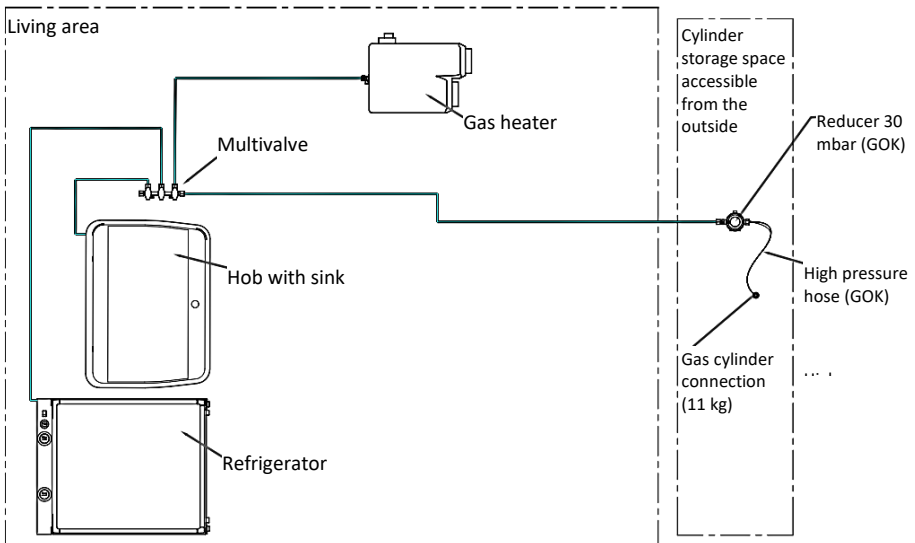 Living area
Cylinder
storage space
accessible
from the
outside
Gas heater
Reducer 30
mbar (GOK)
Multivalve
Hob with sink
High pressure
hose (GOK)
Gas cylinder
connection
(11 kg)
Refrigerator